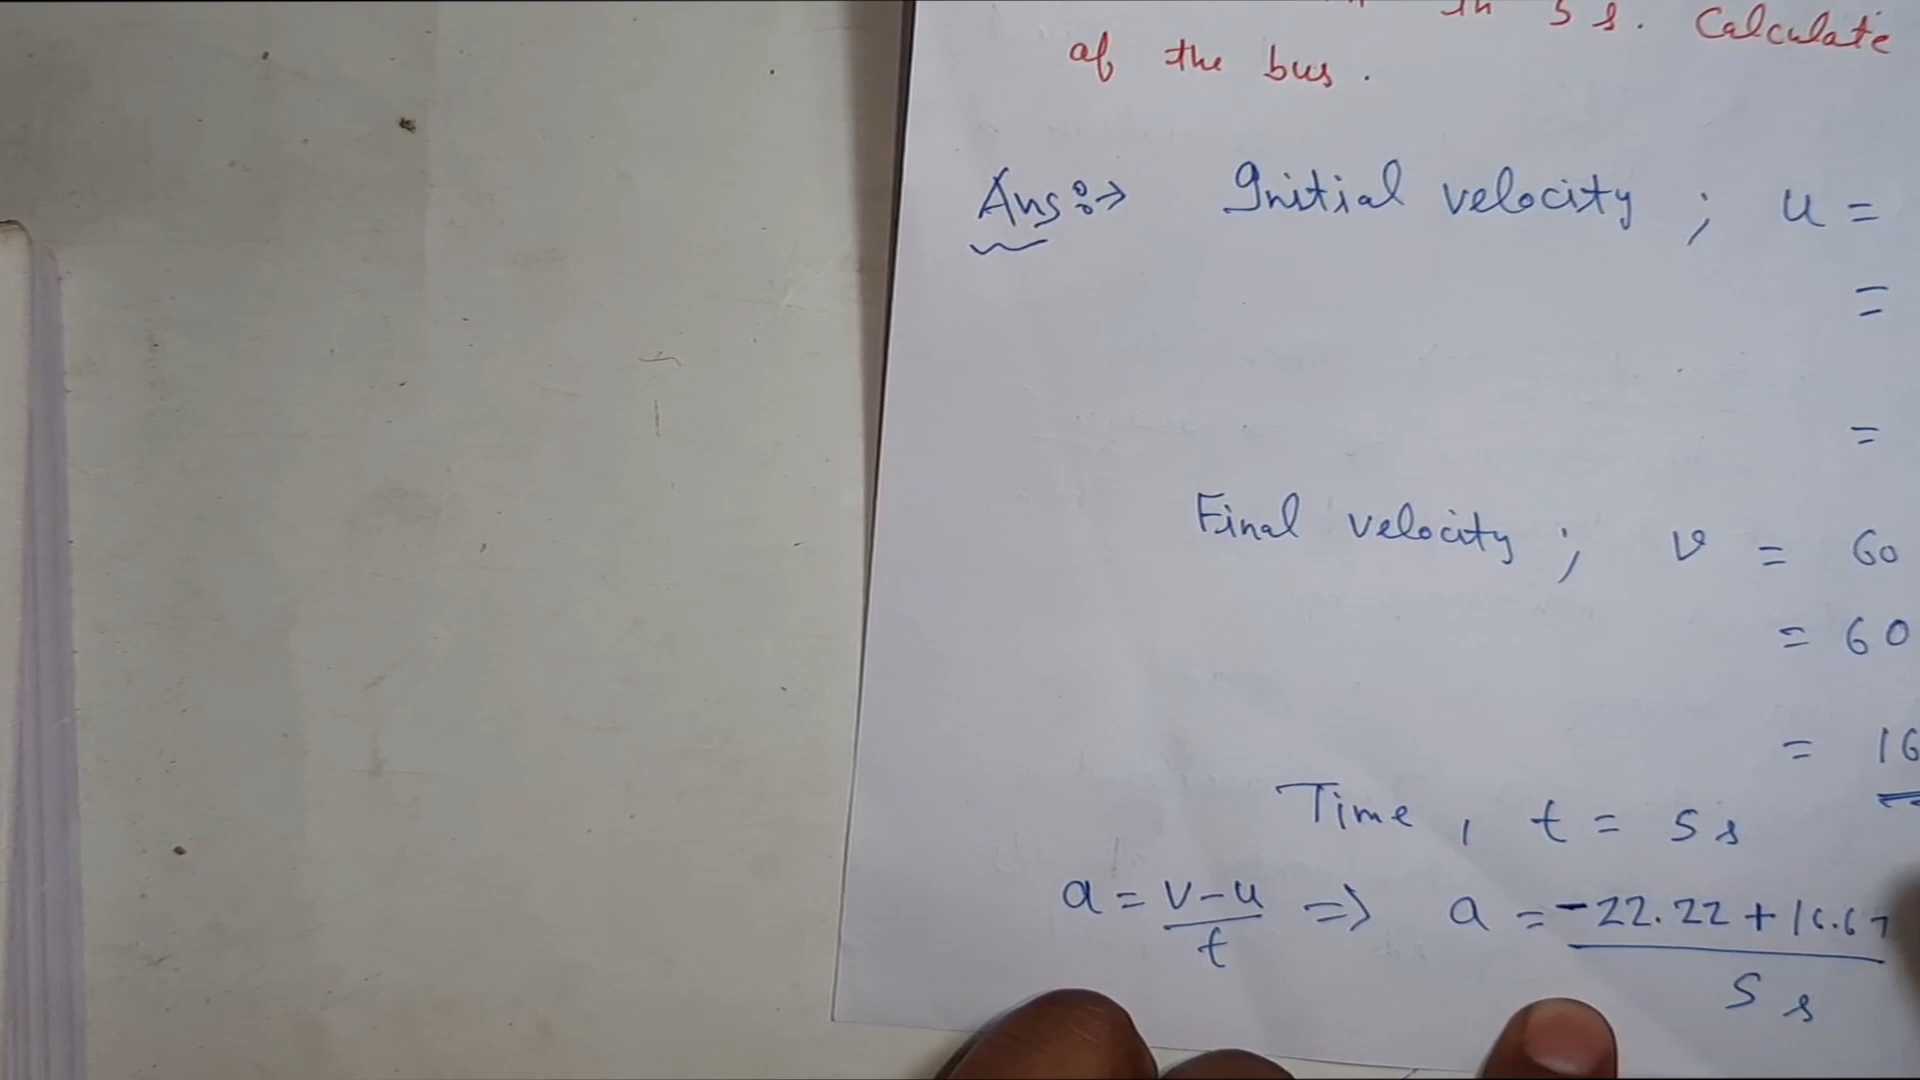 in 5 s. Calculate
of the bus.
Ans:→ Initial velocity ; u =
=
=
Final velocity ; v = 60
= 60
= 16
Time , t = 5 s
a = v-u / t => a = -22.22 + 16.67 / 5 s